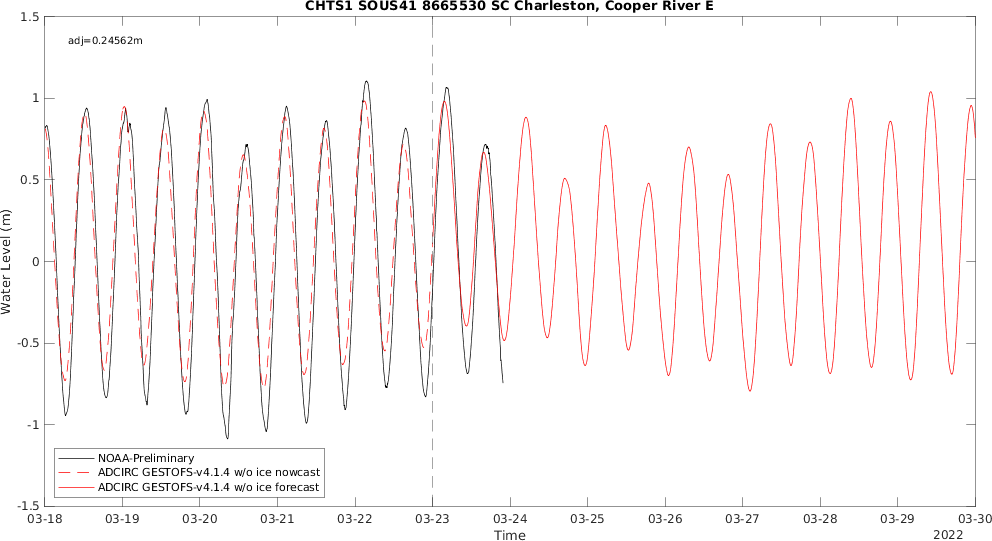 CHTS1 SOUS41 8665530 SC Charleston, Cooper River E
adj=0.24562m
1.5
1
0.5
0
-0.5
-1
-1.5
Water Level (m)
NOAA-Preliminary
ADCIRC GESTOFS-v4.1.4 w/o ice nowcast
ADCIRC GESTOFS-v4.1.4 w/o ice forecast
03-18 03-19 03-20 03-21 03-22 03-23 03-24 03-25 03-26 03-27 03-28 03-29 03-30
Time
2022